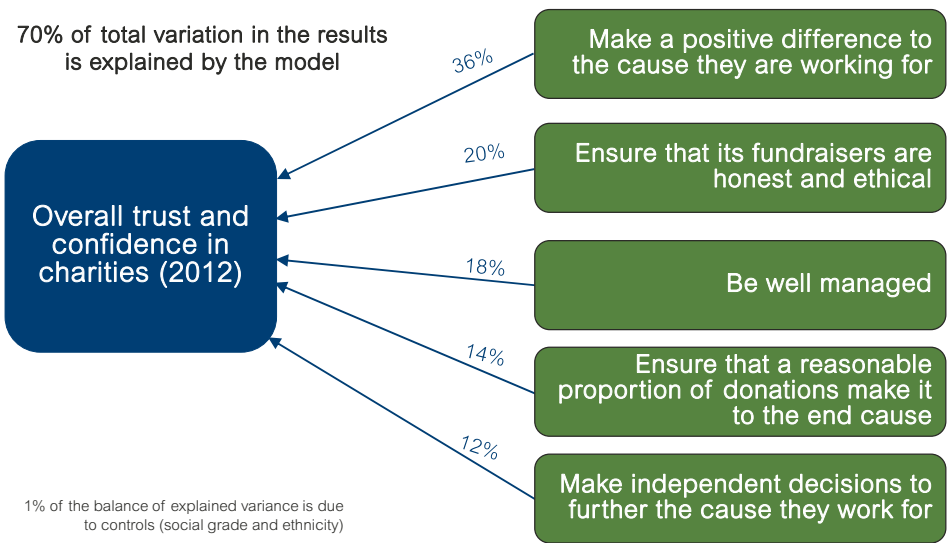 70% of total variation in the results
is explained by the model
36%
Make a positive difference to
the cause they are working for
20%
Ensure that its fundraisers are
honest and ethical
Overall trust and
confidence in
charities (2012)
18%
Be well managed
14%
Ensure that a reasonable
proportion of donations make it
to the end cause
12%
Make independent decisions to
further the cause they work for
1% of the balance of explained variance is due
to controls (social grade and ethnicity)